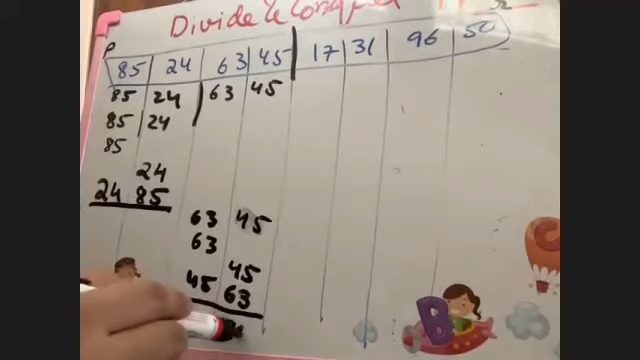 Divide & Conquer
P
85 24 63 45 17 31 96 50
85 24 63 45
85 24
85
24
24 85
63 45
63
45
45 63
B